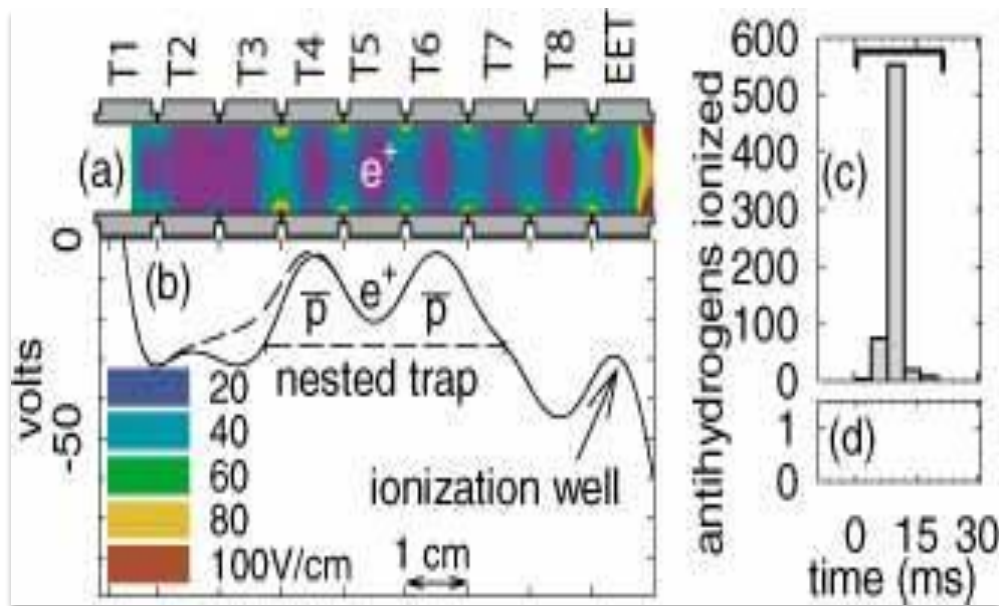 T1 T2 T3 T4 T5 T6 T7 T8 EET
(a)
e+
0
(b)
p̅ e+ p̅
nested trap
volts
-50
ionization well
20
40
60
80
100V/cm
1 cm
antihydrogens ionized
600
500
400
300
200
100
0
(c)
1
0
(d)
0 15 30
time (ms)